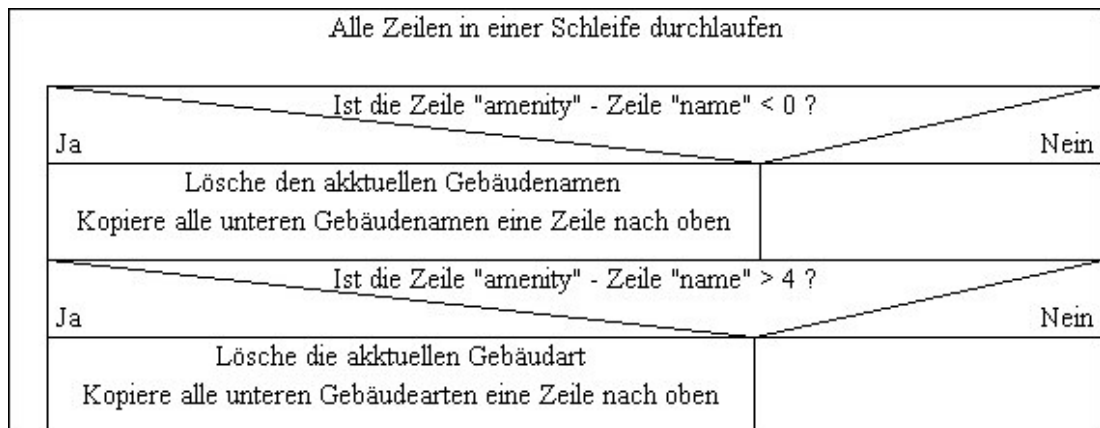 Alle Zeilen in einer Schleife durchlaufen
Ist die Zeile "amenity" - Zeile "name" < 0 ?
Ja
Nein
Lösche den akktuellen Gebäudenamen
Kopiere alle unteren Gebäudenamen eine Zeile nach oben
Ist die Zeile "amenity" - Zeile "name" > 4 ?
Ja
Nein
Lösche die akktuellen Gebäudart
Kopiere alle unteren Gebäudearten eine Zeile nach oben